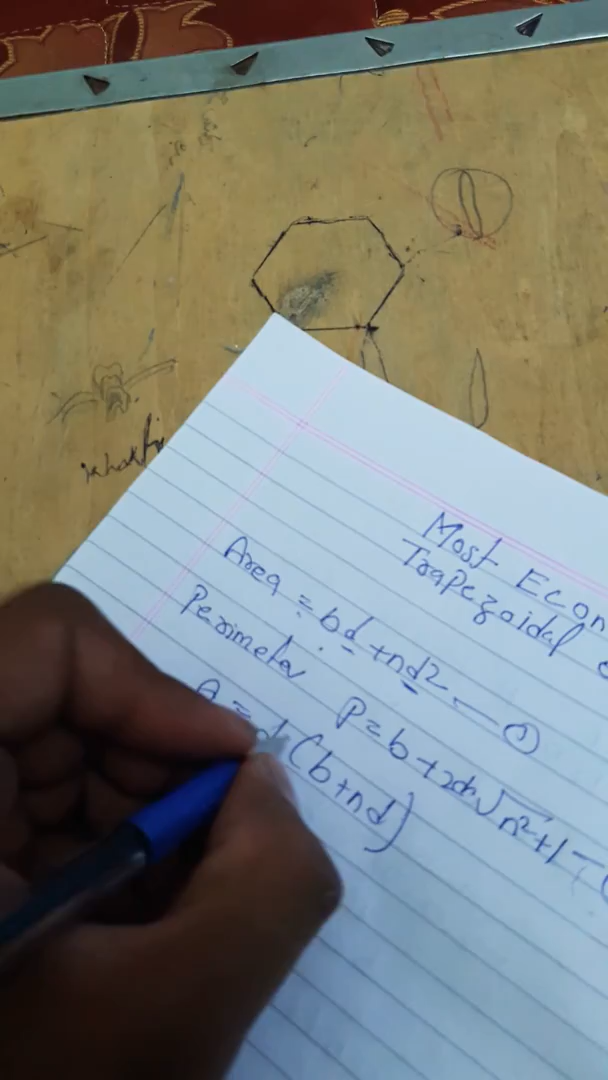 Most Econ
Trapezoidal
Area = bd + nd2 — ①
Perimeter P = b + 2d√n²+1 —
A = d(b+nd)